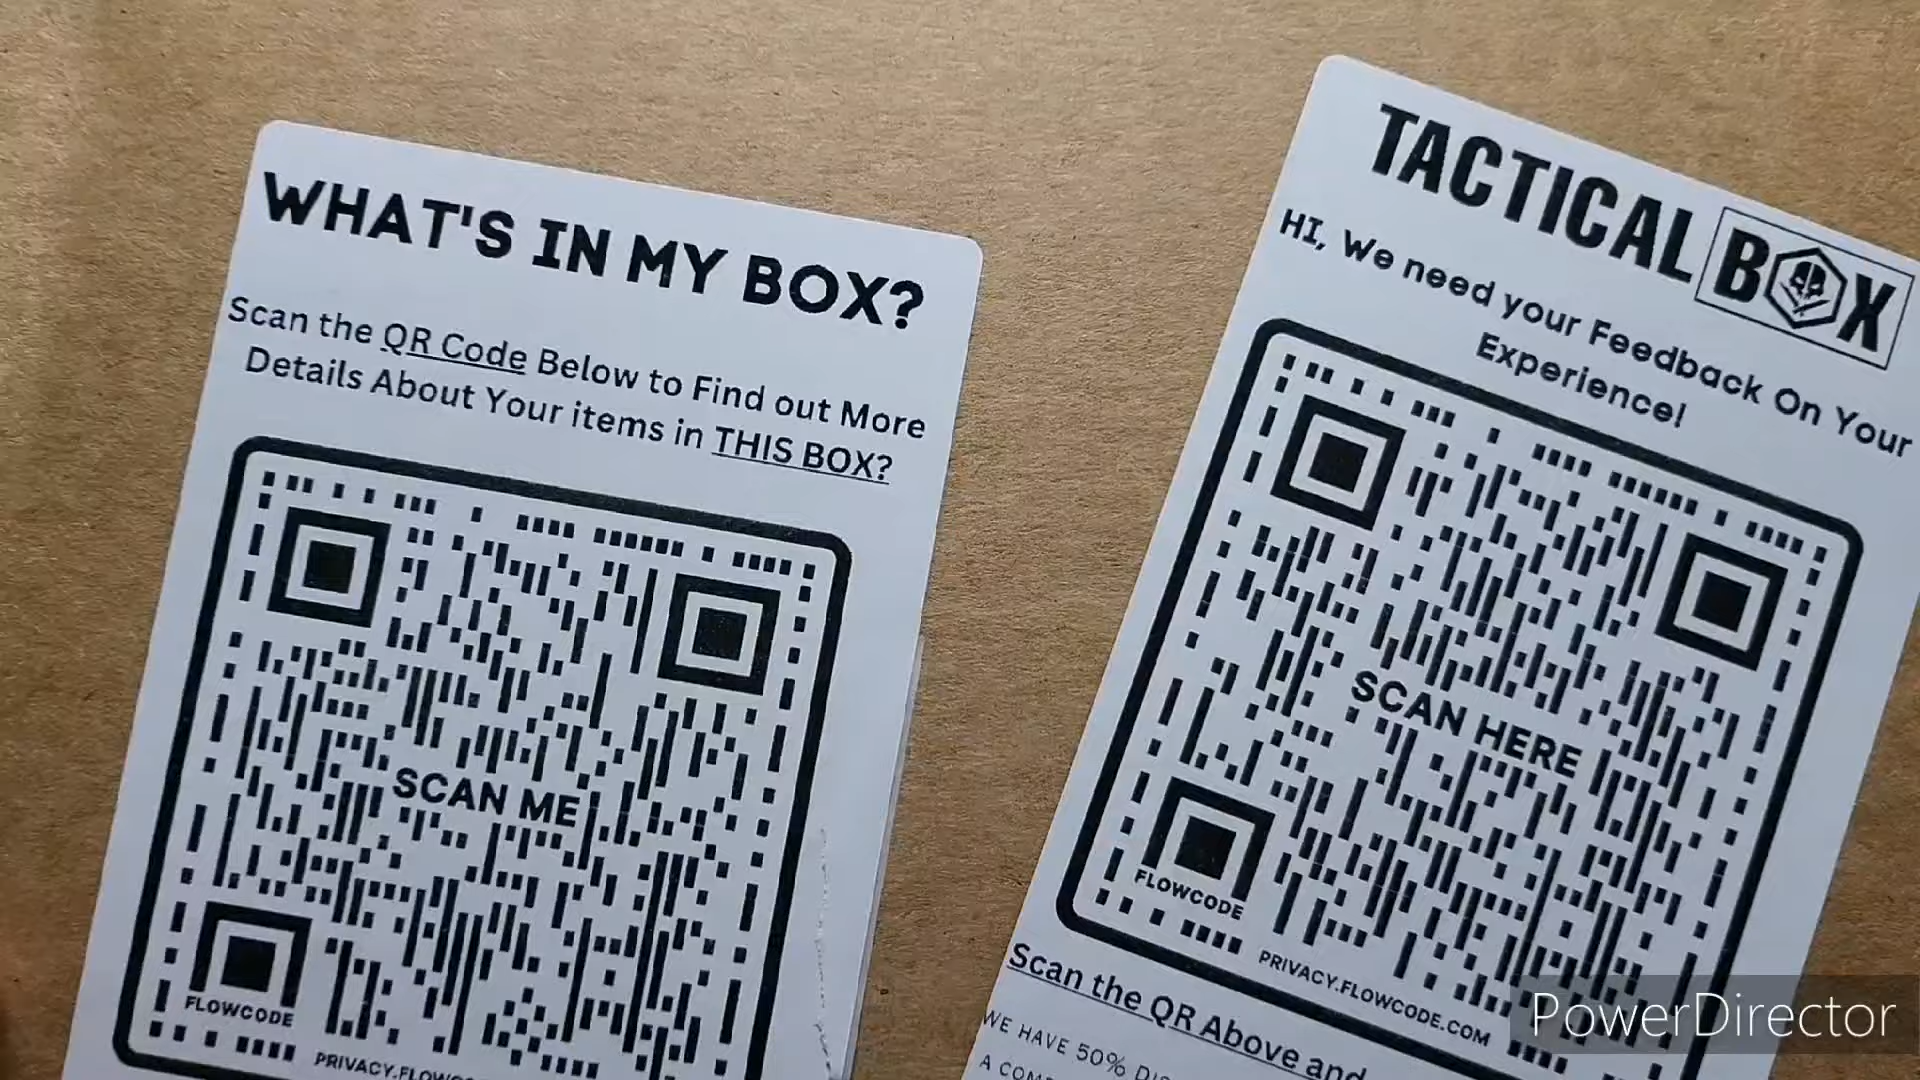 WHAT'S IN MY BOX?
Scan the QR Code Below to Find out More
Details About Your items in THIS BOX?
SCAN ME
FLOWCODE
TACTICAL BOX
HI, We need your Feedback On Your
Experience!
SCAN HERE
FLOWCODE
PRIVACY.FLOWCODE.COM
Scan the QR Above and
WE HAVE 50%
PowerDirector